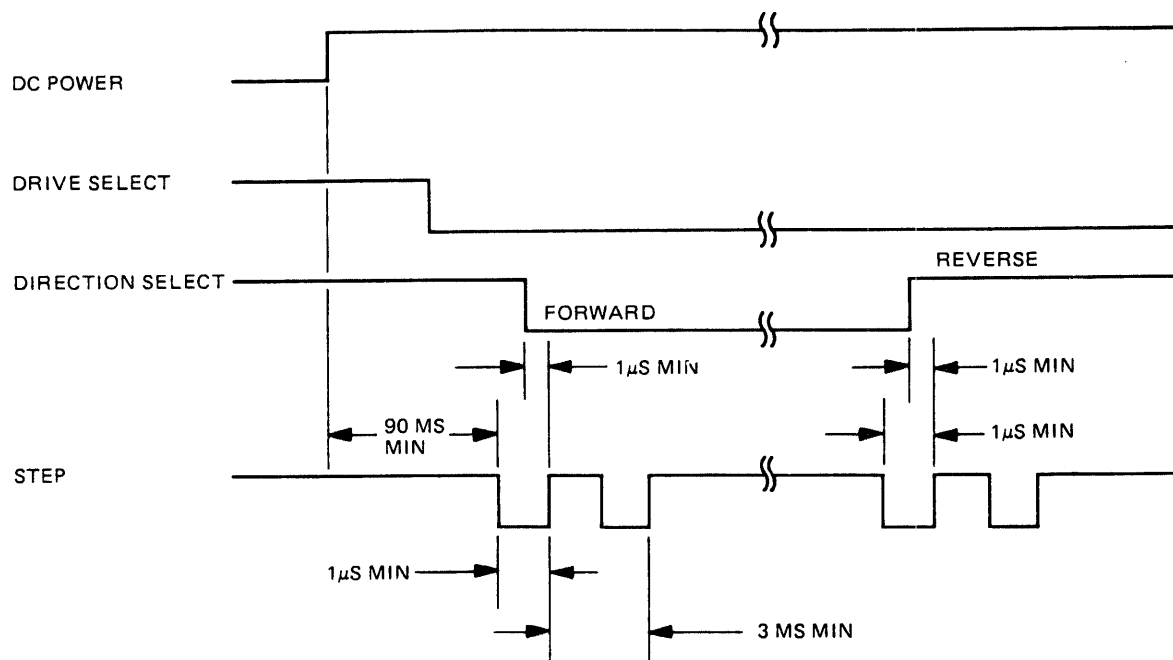 DC POWER
DRIVE SELECT
DIRECTION SELECT
REVERSE
FORWARD
1μS MIN
1μS MIN
90 MS
MIN
1μS MIN
STEP
1μS MIN
3 MS MIN